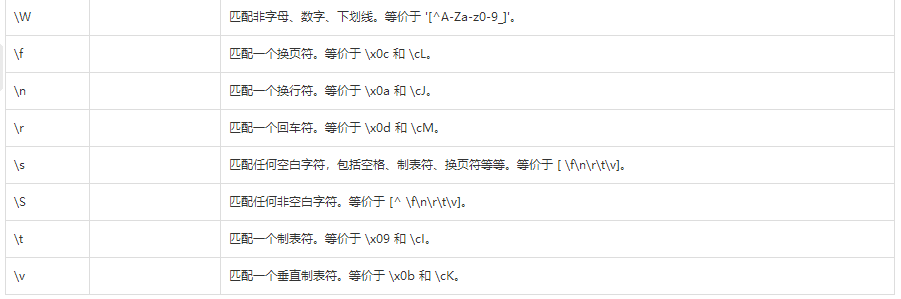 \W 匹配非字母、数字、下划线。等价于 '[^A-Za-z0-9_]'。
\f 匹配一个换页符。等价于 \x0c 和 \cL。
\n 匹配一个换行符。等价于 \x0a 和 \cJ。
\r 匹配一个回车符。等价于 \x0d 和 \cM。
\s 匹配任何空白字符，包括空格、制表符、换页符等等。等价于 [ \f\n\r\t\v]。
\S 匹配任何非空白字符。等价于 [^ \f\n\r\t\v]。
\t 匹配一个制表符。等价于 \x09 和 \cI。
\v 匹配一个垂直制表符。等价于 \x0b 和 \cK。